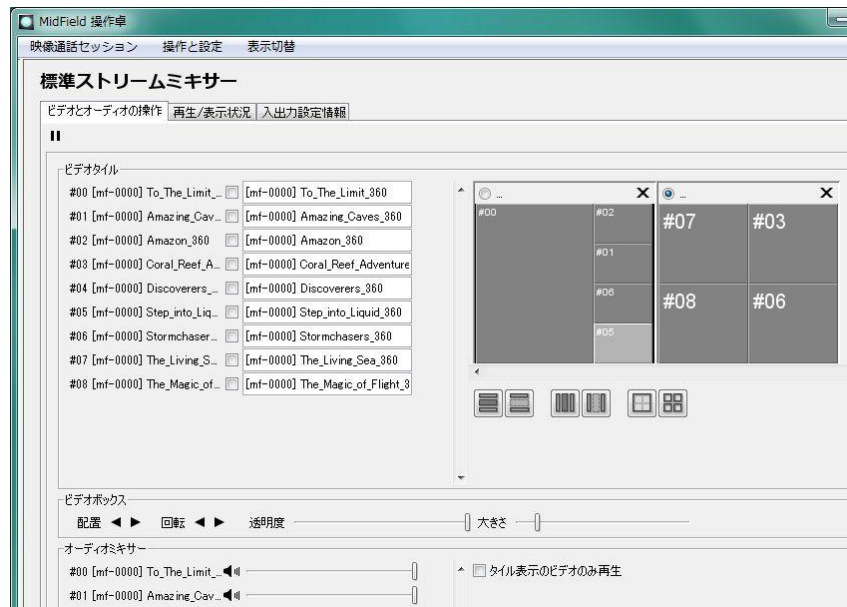 MidField 操作卓
映像通話セッション 操作と設定 表示切替
標準ストリームミキサー
ビデオとオーディオの操作 再生/表示状況 入出力設定情報
ビデオタイル
#00 [mf-0000] To_The_Limit_... [mf-0000] To_The_Limit_360
#01 [mf-0000] Amazing_Cav... [mf-0000] Amazing_Caves_360
#02 [mf-0000] Amazon_360 [mf-0000] Amazon_360
#03 [mf-0000] Coral_Reef_A... [mf-0000] Coral_Reef_Adventure
#04 [mf-0000] Discoverers_... [mf-0000] Discoverers_360
#05 [mf-0000] Step_into_Liq... [mf-0000] Step_into_Liquid_360
#06 [mf-0000] Stormchaser... [mf-0000] Stormchasers_360
#07 [mf-0000] The_Living_S... [mf-0000] The_Living_Sea_360
#08 [mf-0000] The_Magic_of... [mf-0000] The_Magic_of_Flight_3
... X ... X
#00 #02 #07 #03
#01
#08 #06
#05
ビデオボックス
配置 回転 透明度 大きさ
オーディオミキサー
#00 [mf-0000] To_The_Limit_... タイル表示のビデオのみ再生
#01 [mf-0000] Amazing_Cav...